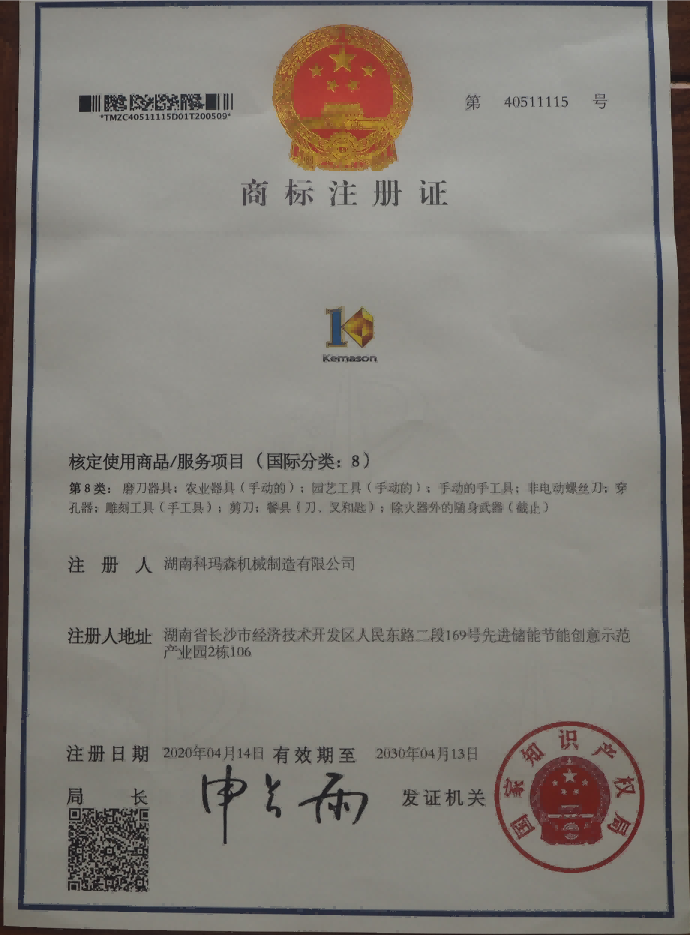 第 40511115 号
*TMZC40511115D01T200509*
商标注册证
Kemason
核定使用商品/服务项目（国际分类：8）
第8类：磨刀器具；农业器具（手动的）；园艺工具（手动的）；手动的手工具；非电动螺丝刀；穿
孔器；雕刻工具（手工具）；剪刀；餐具（刀、叉和匙）；除火器外的随身武器（截止）
注册人 湖南科玛森机械制造有限公司
注册人地址 湖南省长沙市经济技术开发区人民东路二段169号先进储能节能创意示范
产业园2栋106
注册日期 2020年04月14日 有效期至 2030年04月13日
局长 申长雨 发证机关
国家知识产权局